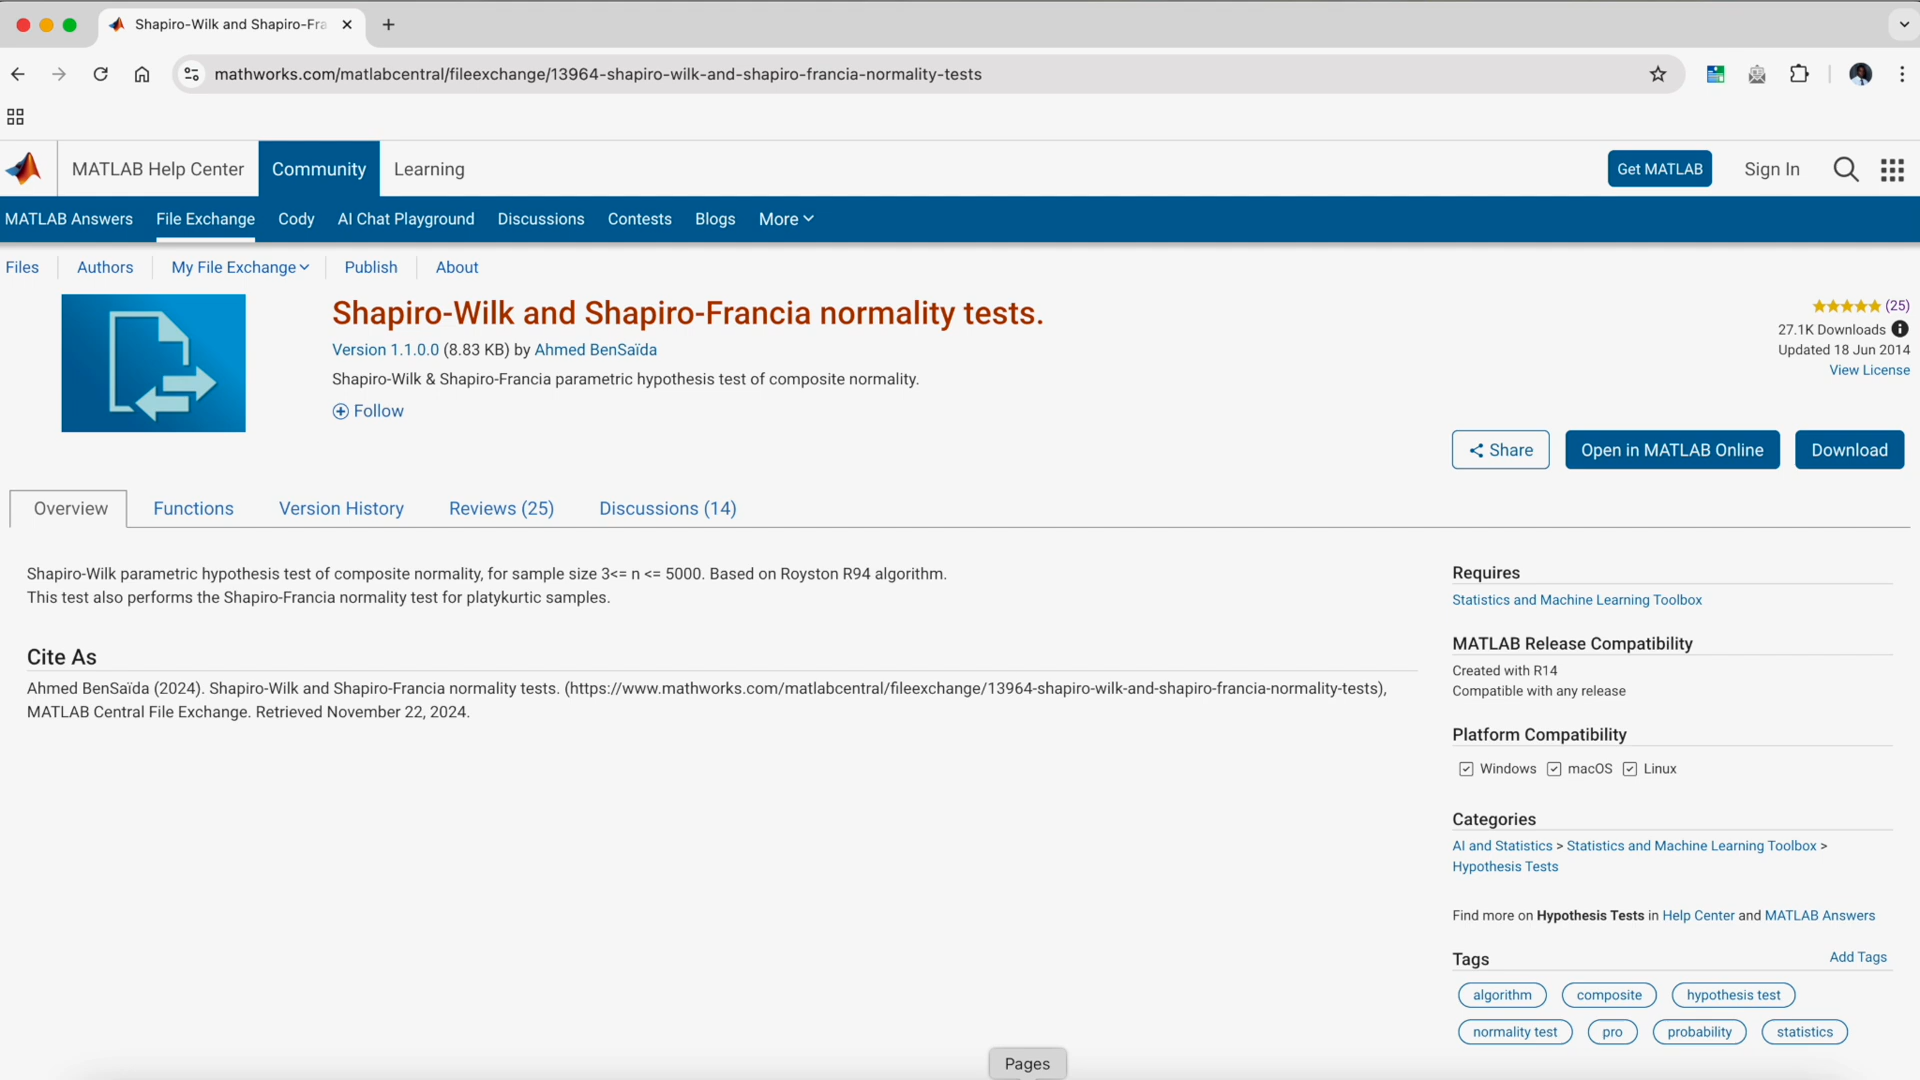 Shapiro-Wilk and Shapiro-Fra
mathworks.com/matlabcentral/fileexchange/13964-shapiro-wilk-and-shapiro-francia-normality-tests
MATLAB Help Center Community Learning Get MATLAB Sign In
MATLAB Answers File Exchange Cody AI Chat Playground Discussions Contests Blogs More
Files Authors My File Exchange Publish About
Shapiro-Wilk and Shapiro-Francia normality tests.
Version 1.1.0.0 (8.83 KB) by Ahmed BenSaïda
Shapiro-Wilk & Shapiro-Francia parametric hypothesis test of composite normality.
Follow
(25)
27.1K Downloads
Updated 18 Jun 2014
View License
Share Open in MATLAB Online Download
Overview Functions Version History Reviews (25) Discussions (14)
Shapiro-Wilk parametric hypothesis test of composite normality, for sample size 3<= n <= 5000. Based on Royston R94 algorithm.
This test also performs the Shapiro-Francia normality test for platykurtic samples.
Cite As
Ahmed BenSaïda (2024). Shapiro-Wilk and Shapiro-Francia normality tests. (https://www.mathworks.com/matlabcentral/fileexchange/13964-shapiro-wilk-and-shapiro-francia-normality-tests),
MATLAB Central File Exchange. Retrieved November 22, 2024.
Requires
Statistics and Machine Learning Toolbox
MATLAB Release Compatibility
Created with R14
Compatible with any release
Platform Compatibility
Windows macOS Linux
Categories
AI and Statistics > Statistics and Machine Learning Toolbox >
Hypothesis Tests
Find more on Hypothesis Tests in Help Center and MATLAB Answers
Tags Add Tags
algorithm composite hypothesis test
normality test pro probability statistics
Pages